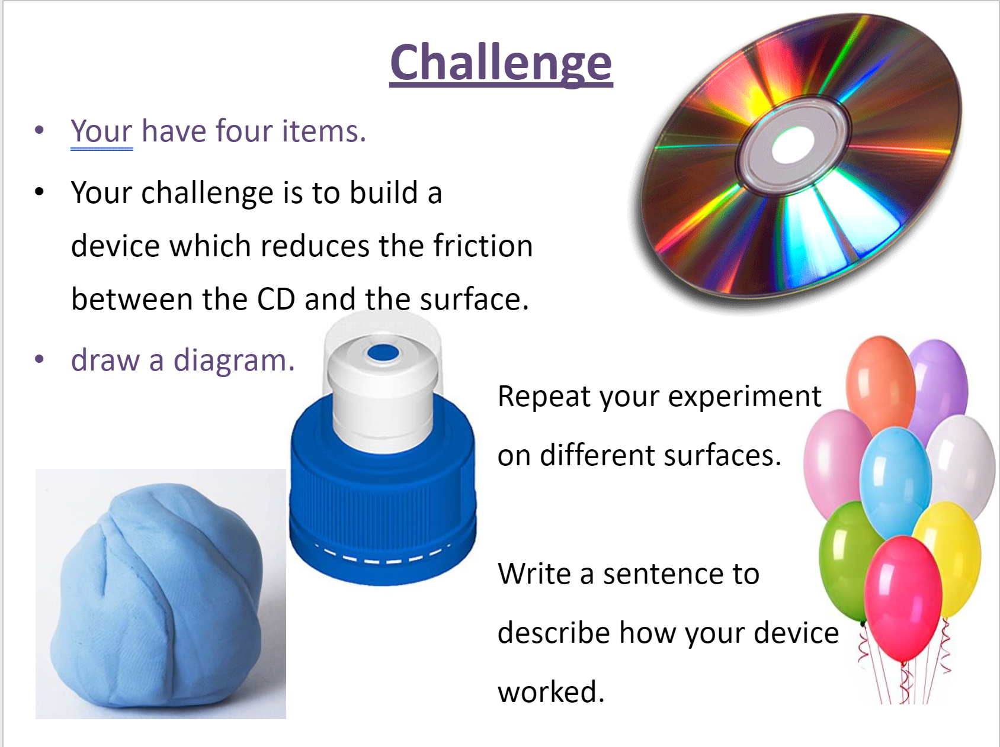 Challenge
• Your have four items.
• Your challenge is to build a
device which reduces the friction
between the CD and the surface.
• draw a diagram.
Repeat your experiment
on different surfaces.
Write a sentence to
describe how your device
worked.